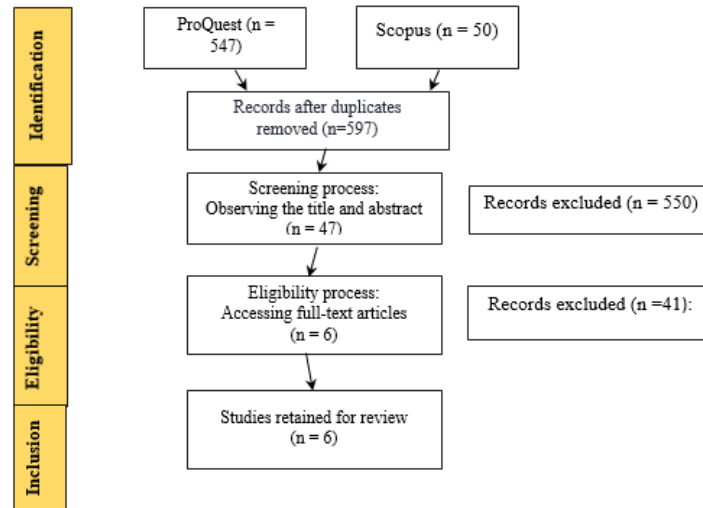 Identification
ProQuest (n =
547)
Scopus (n = 50)
Records after duplicates
removed (n=597)
Screening
Screening process:
Observing the title and abstract
(n = 47)
Records excluded (n = 550)
Eligibility
Eligibility process:
Accessing full-text articles
(n = 6)
Records excluded (n =41):
Inclusion
Studies retained for review
(n = 6)